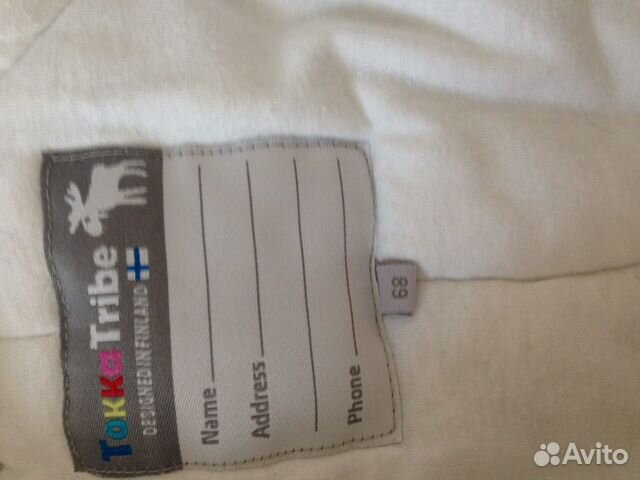 TOKKA Tribe
DESIGNED IN FINLAND
Name
Address
Phone
68
Avito